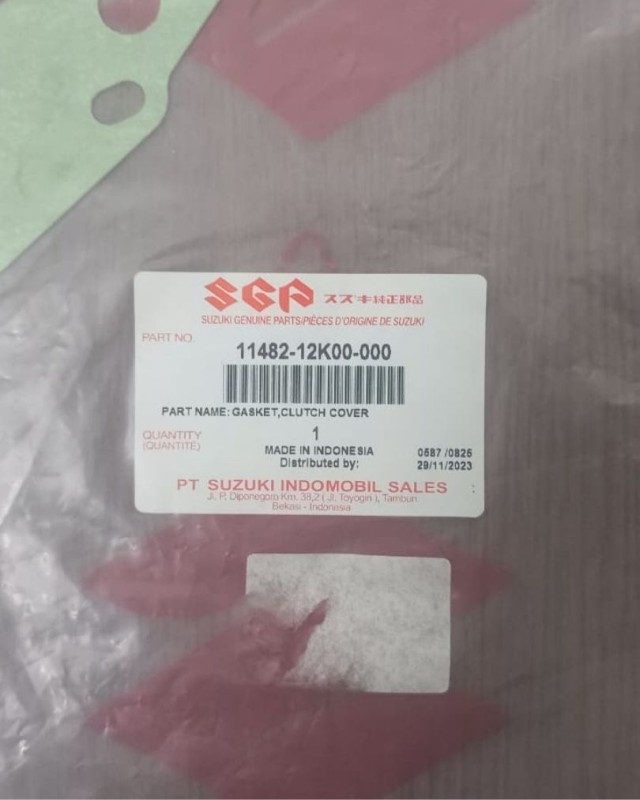 SGP スズキ純正部品
SUZUKI GENUINE PARTS/PIÈCES D'ORIGINE DE SUZUKI
PART NO.
11482-12K00-000
PART NAME: GASKET,CLUTCH COVER
QUANTITY
(QUANTITÉ)
1
MADE IN INDONESIA
Distributed by:
0587 /0825
29/11/2023
PT SUZUKI INDOMOBIL SALES
Jl. P. Diponegoro Km. 38,2 ( Jl. Toyogiri ), Tambun
Bekasi - Indonesia